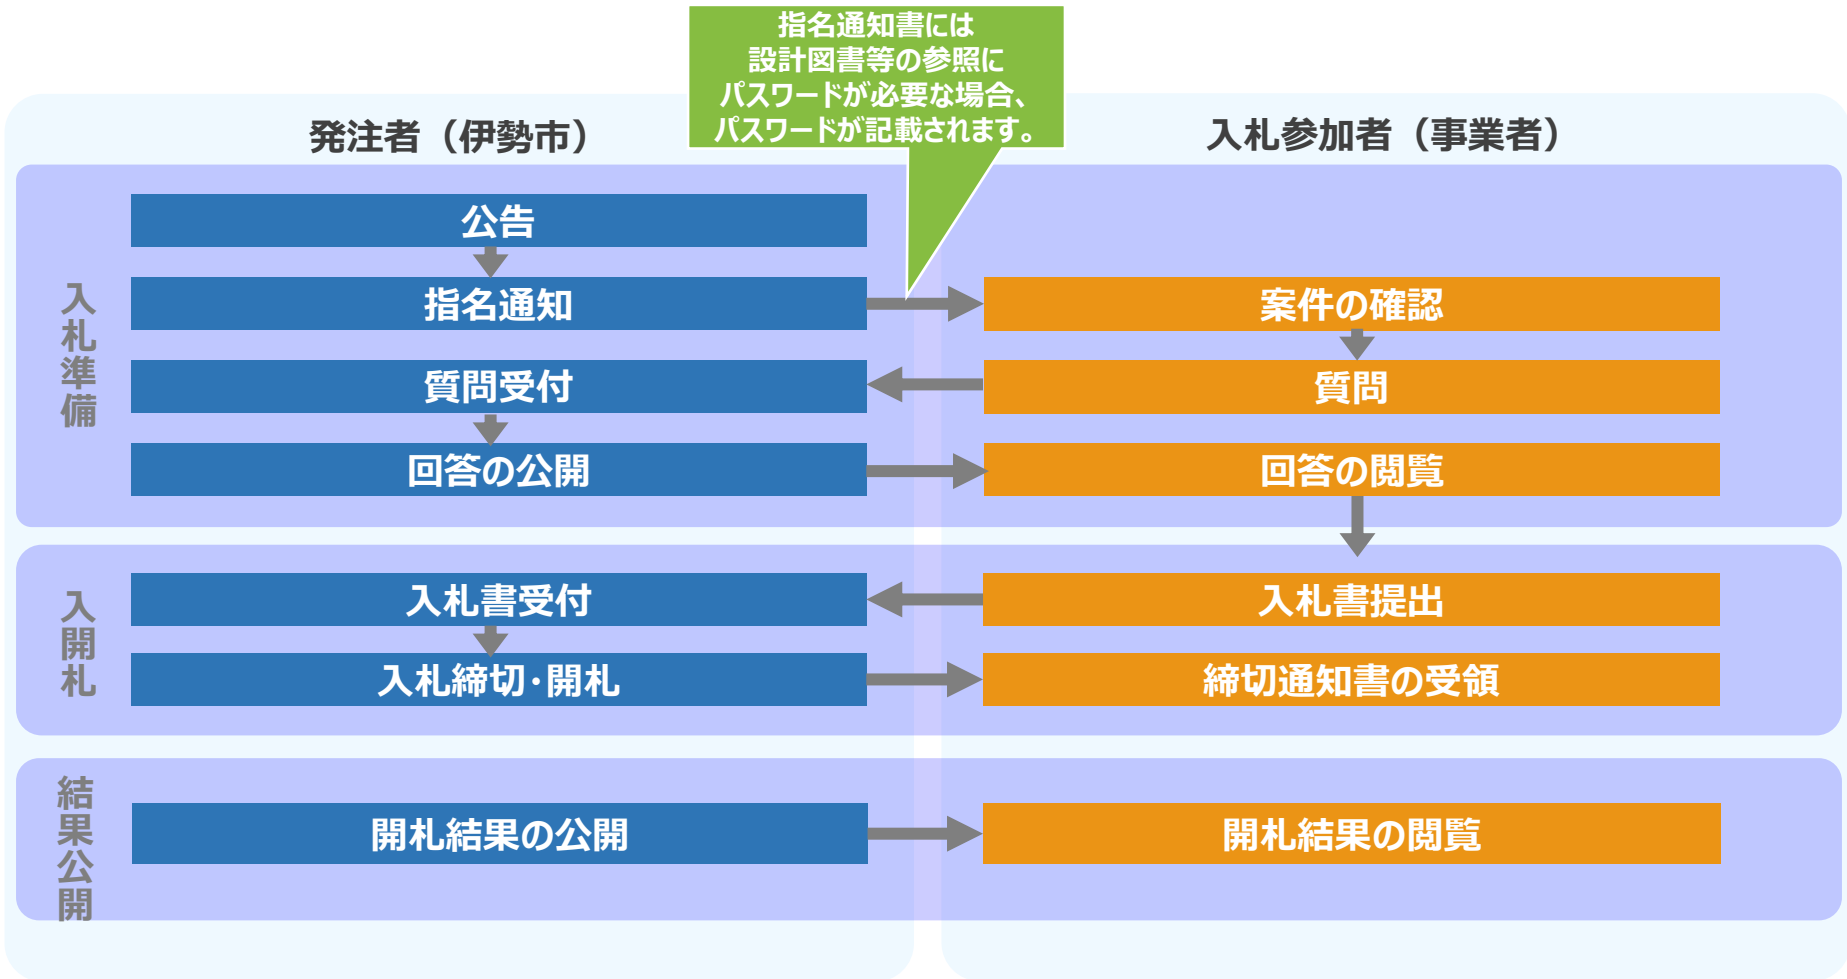 指名通知書には
設計図書等の参照に
パスワードが必要な場合、
パスワードが記載されます。
発注者（伊勢市）
入札参加者（事業者）
入札準備
公告
指名通知
案件の確認
質問受付
質問
回答の公開
回答の閲覧
入開札
入札書受付
入札書提出
入札締切・開札
締切通知書の受領
結果公開
開札結果の公開
開札結果の閲覧